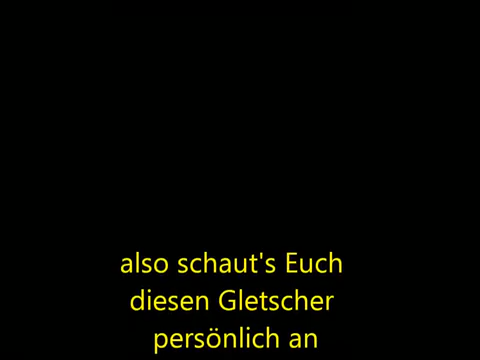 also schaut's Euch
diesen Gletscher
persönlich an